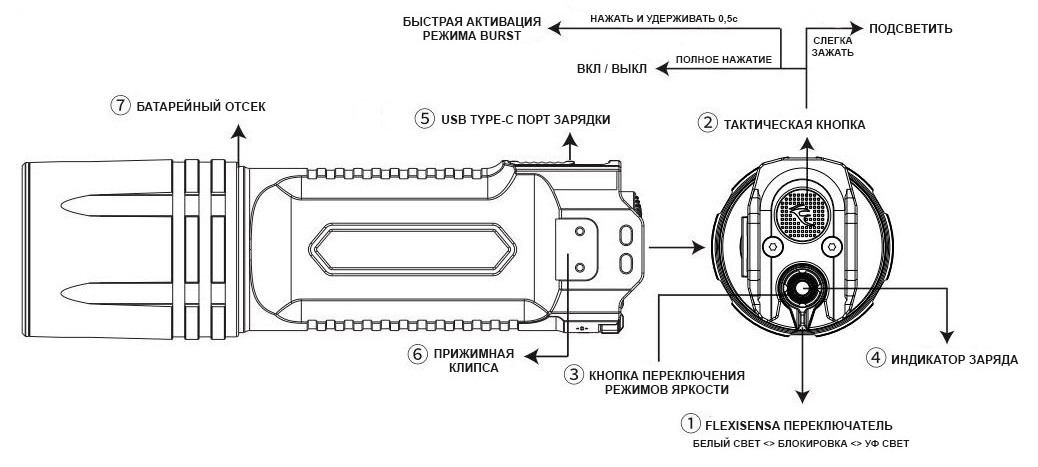 БЫСТРАЯ АКТИВАЦИЯ
РЕЖИМА BURST
НАЖАТЬ И УДЕРЖИВАТЬ 0,5с
ПОДСВЕТИТЬ
СЛЕГКА
ЗАЖАТЬ
ВКЛ / ВЫКЛ
ПОЛНОЕ НАЖАТИЕ
7 БАТАРЕЙНЫЙ ОТСЕК
5 USB TYPE-C ПОРТ ЗАРЯДКИ
2 ТАКТИЧЕСКАЯ КНОПКА
6 ПРИЖИМНАЯ
КЛИПСА
3 КНОПКА ПЕРЕКЛЮЧЕНИЯ
РЕЖИМОВ ЯРКОСТИ
4 ИНДИКАТОР ЗАРЯДА
1 FLEXISENSA ПЕРЕКЛЮЧАТЕЛЬ
БЕЛЫЙ СВЕТ <> БЛОКИРОВКА <> УФ СВЕТ